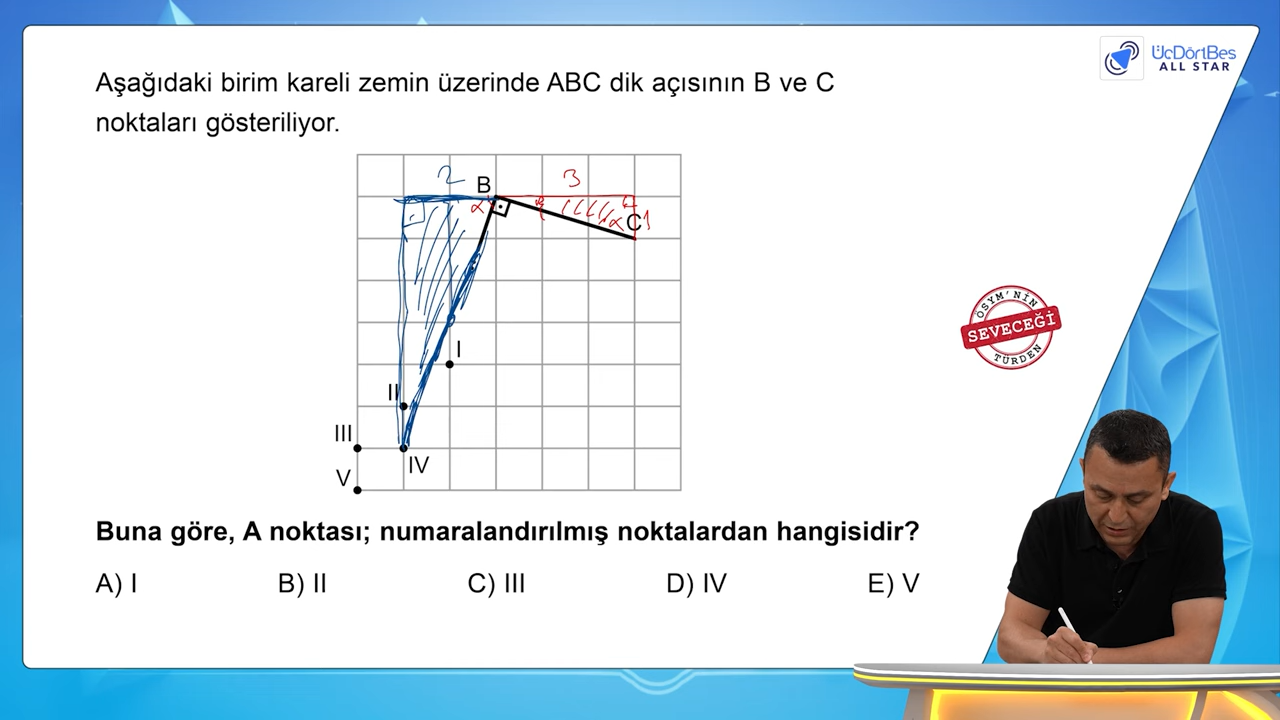 Aşağıdaki birim kareli zemin üzerinde ABC dik açısının B ve C
noktaları gösteriliyor.
ÜçDörtBeş
ALL STAR
2
B
3
α
α
C
1
I
II
III
IV
V
ÖSYM'NİN
SEVECEĞİ
TÜRDEN
Buna göre, A noktası; numaralandırılmış noktalardan hangisidir?
A) I
B) II
C) III
D) IV
E) V